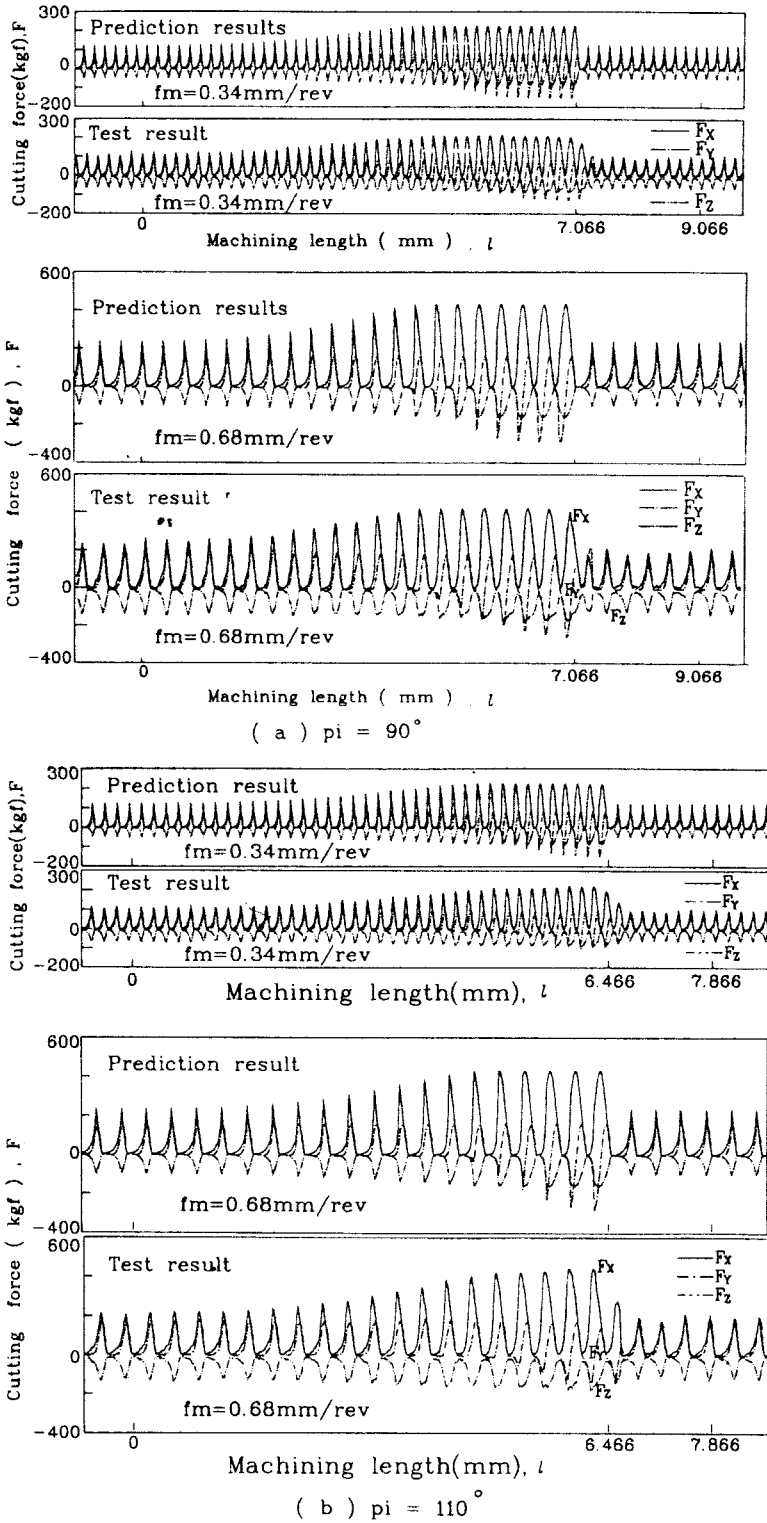 Cutting force(kgf),F
300
0
-200
Prediction results
fm=0.34mm/rev
300
0
-200
Test result
fm=0.34mm/rev
FX
FY
FZ
0
7.066
9.066
Machining length ( mm ) . l
Cutting force ( kgf ) , F
600
0
-400
Prediction results
fm=0.68mm/rev
600
0
-400
Test result
fm=0.68mm/rev
FX
FY
FZ
FX
FY
FZ
0
7.066
9.066
Machining length ( mm ) . l
( a ) pi = 90°
Cutting force(kgf),F
300
0
-200
Prediction result
fm=0.34mm/rev
300
0
-200
Test result
fm=0.34mm/rev
FX
FY
FZ
0
6.466
7.866
Machining length(mm), l
Cutting force ( kgf ) , F
600
0
-400
Prediction result
fm=0.68mm/rev
600
0
-400
Test result
fm=0.68mm/rev
FX
FY
FZ
FX
FY
FZ
0
6.466
7.866
Machining length(mm), l
( b ) pi = 110°